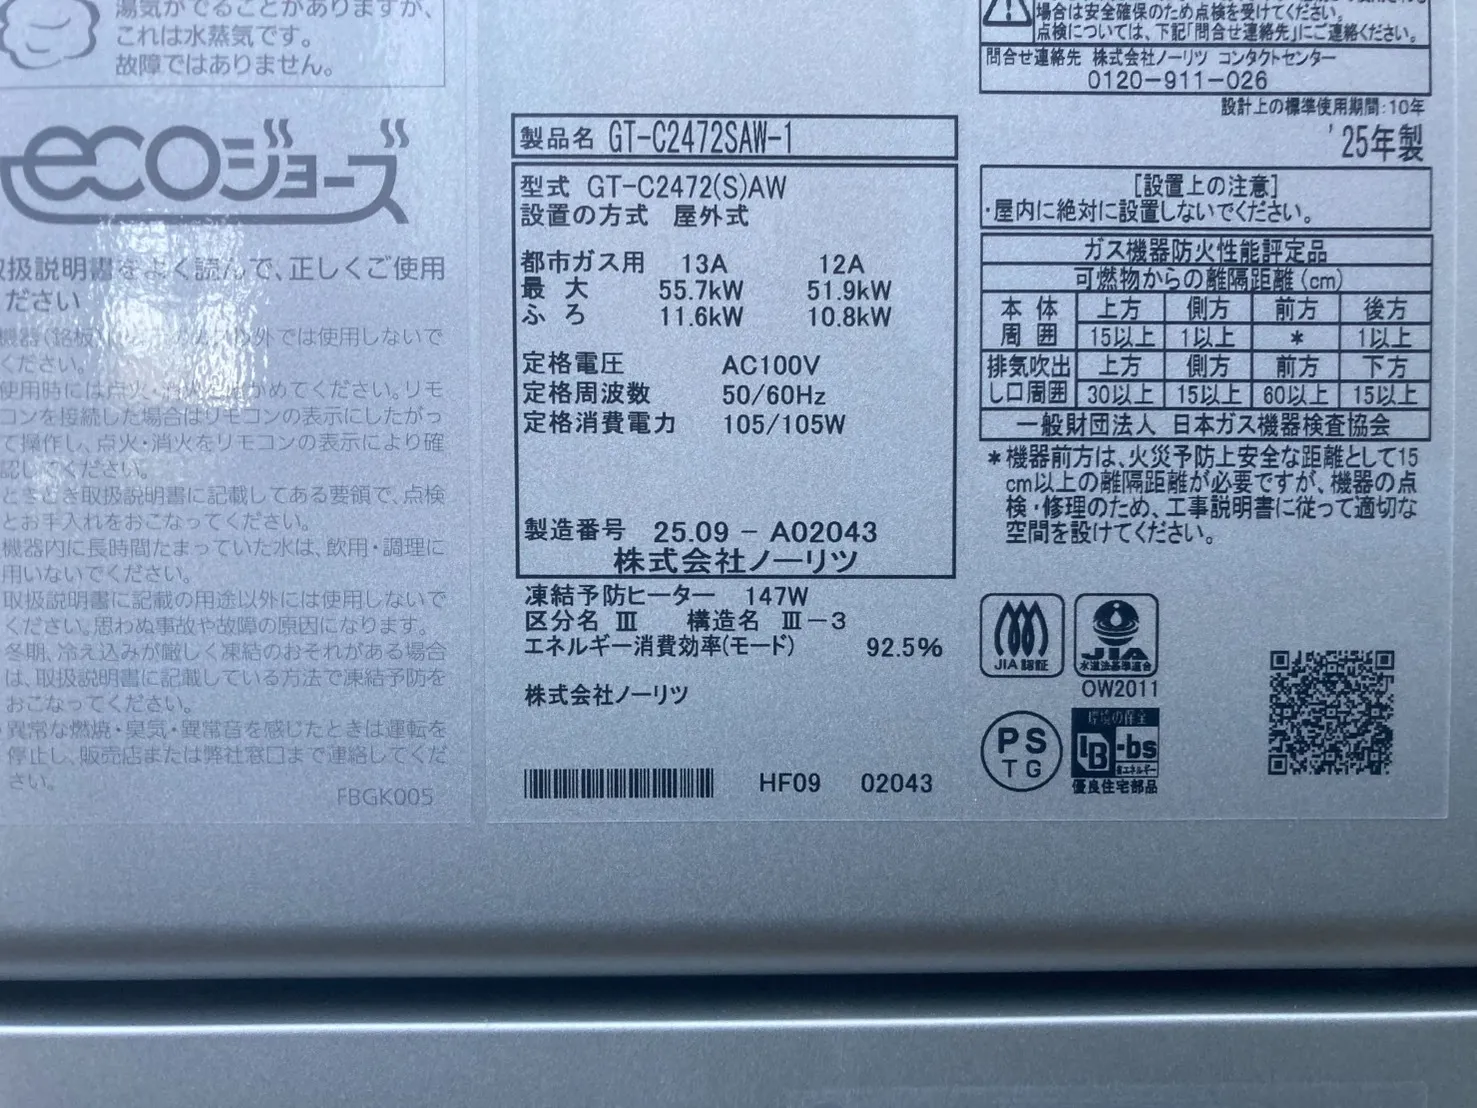 湯気がでることがありますが、
これは水蒸気です。
故障ではありません。
ecoジョーズ
取扱説明書をよく読んで、正しくご使用
ださい
機器(銘板)
以外では使用しないで
ください。
使用時には点火・消火を確かめてください。リモ
コンを接続した場合はリモコンの表示にしたがっ
て操作し、点火・消火をリモコンの表示により確
認してください。
ときどき取扱説明書に記載してある要領で、点検
とお手入れをおこなってください。
機器内に長時間たまっていた水は、飲用・調理に
用いないでください。
取扱説明書に記載の用途以外には使用しないで
ください。思わぬ事故や故障の原因になります。
冬期、冷え込みが厳しく凍結のおそれがある場合
は、取扱説明書に記載している方法で凍結予防を
おこなってください。
異常な燃焼・臭気・異常音を感じたときは運転を
停止し、販売店または弊社窓口まで連絡してくだ
さい。
FBGK005
製品名 GT-C2472SAW-1
型式 GT-C2472(S)AW
設置の方式 屋外式
都市ガス用 13A 12A
最大 55.7kW 51.9kW
ふろ 11.6kW 10.8kW
定格電圧 AC100V
定格周波数 50/60Hz
定格消費電力 105/105W
製造番号 25.09-A02043
株式会社ノーリツ
凍結予防ヒーター 147W
区分名 Ⅲ 構造名 Ⅲ-3
エネルギー消費効率(モード) 92.5%
株式会社ノーリツ
HF09 02043
場合は安全確保のため点検を受けてください。
点検については、下記「問合せ連絡先」にご連絡ください。
問合せ連絡先 株式会社ノーリツ コンタクトセンター
0120-911-026
設計上の標準使用期間:10年
'25年製
[設置上の注意]
・屋内に絶対に設置しないでください。
ガス機器防火性能評定品
可燃物からの離隔距離(cm)
本体周囲 上方 側方 前方 後方
15以上 1以上 * 1以上
排気吹出し口周囲 上方 側方 前方 下方
30以上 15以上 60以上 15以上
一般財団法人 日本ガス機器検査協会
*機器前方は、火災予防上安全な距離として15
cm以上の離隔距離が必要ですが、機器の点
検・修理のため、工事説明書に従って適切な
空間を設けてください。
JIA認証
JIA
水道法基準適合
OW2011
PS
TG
環境の保全
BL-bs
省エネルギー
優良住宅部品